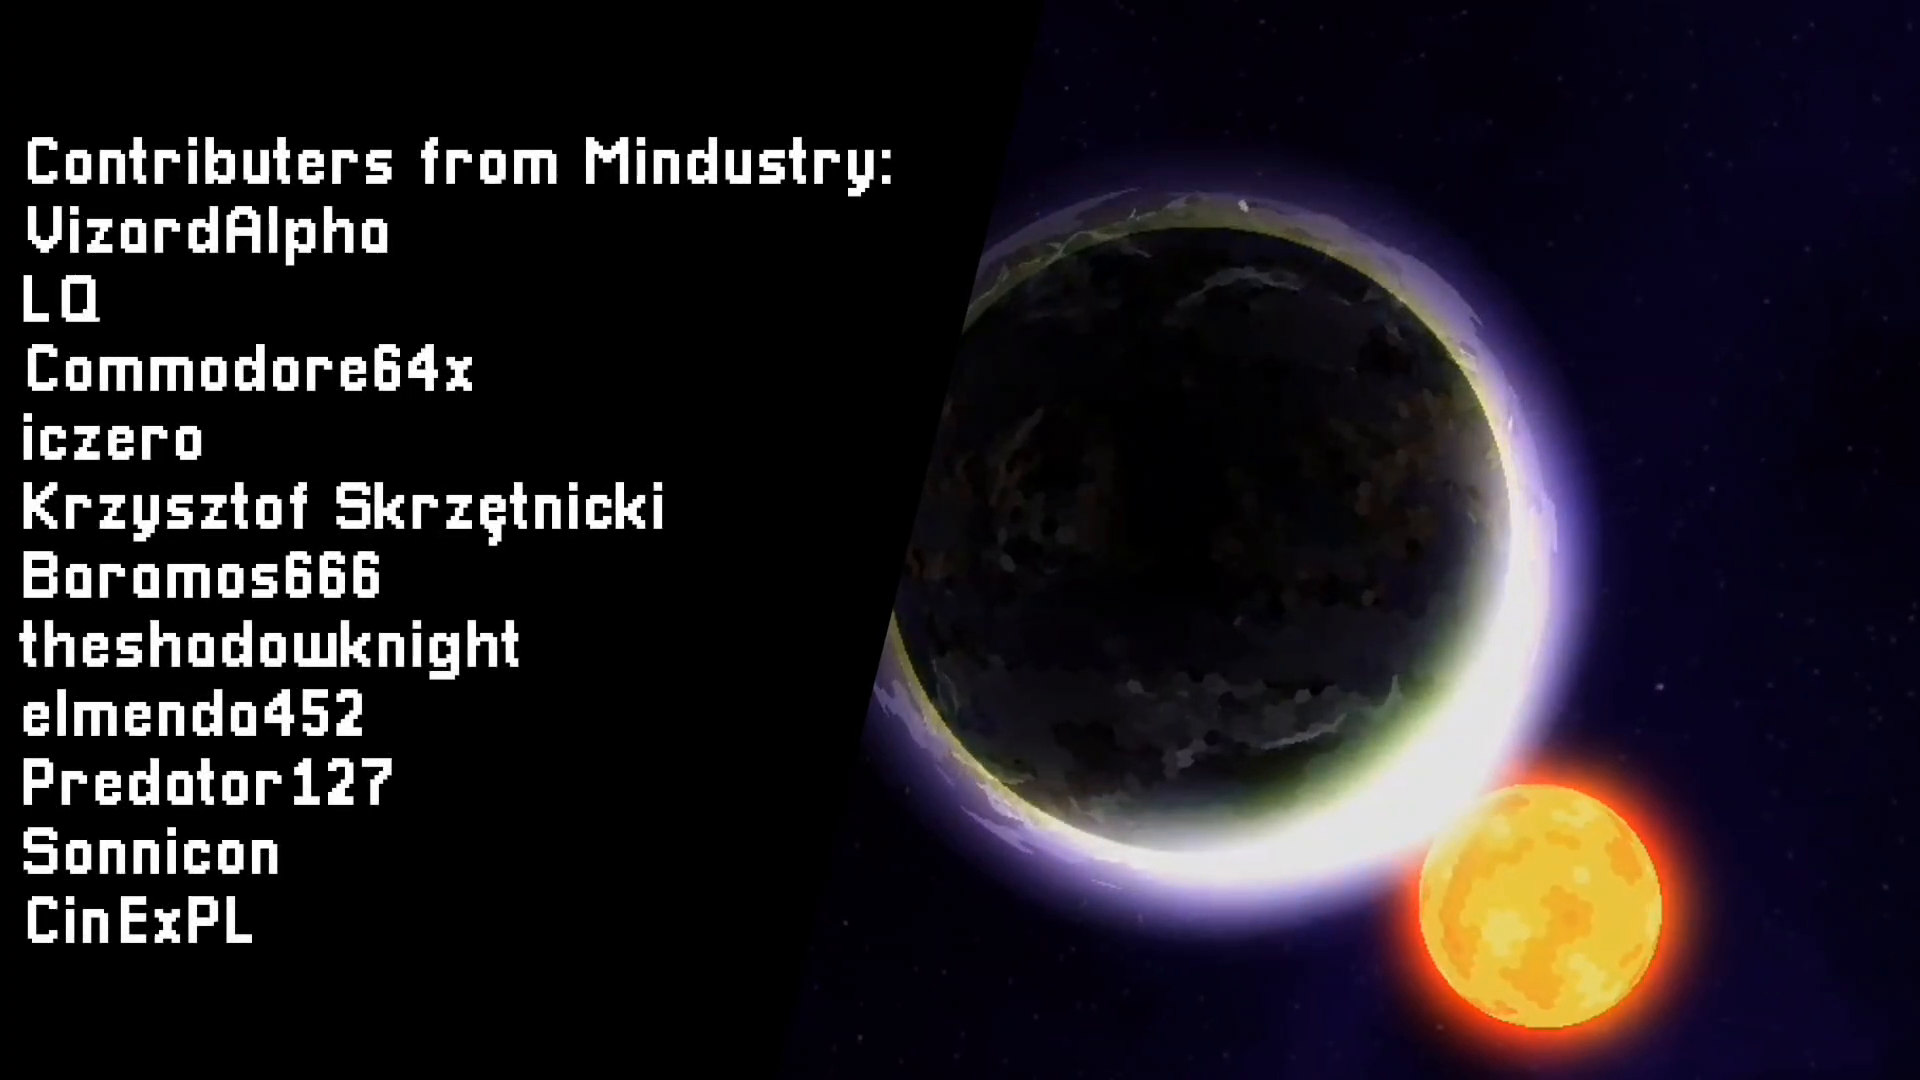 Contributers from Mindustry:
VizardAlpha
LQ
Commodore64x
iczero
Krzysztof Skrzętnicki
Baramos666
theshadowknight
elmenda452
Predator127
Sonnicon
CinExPL